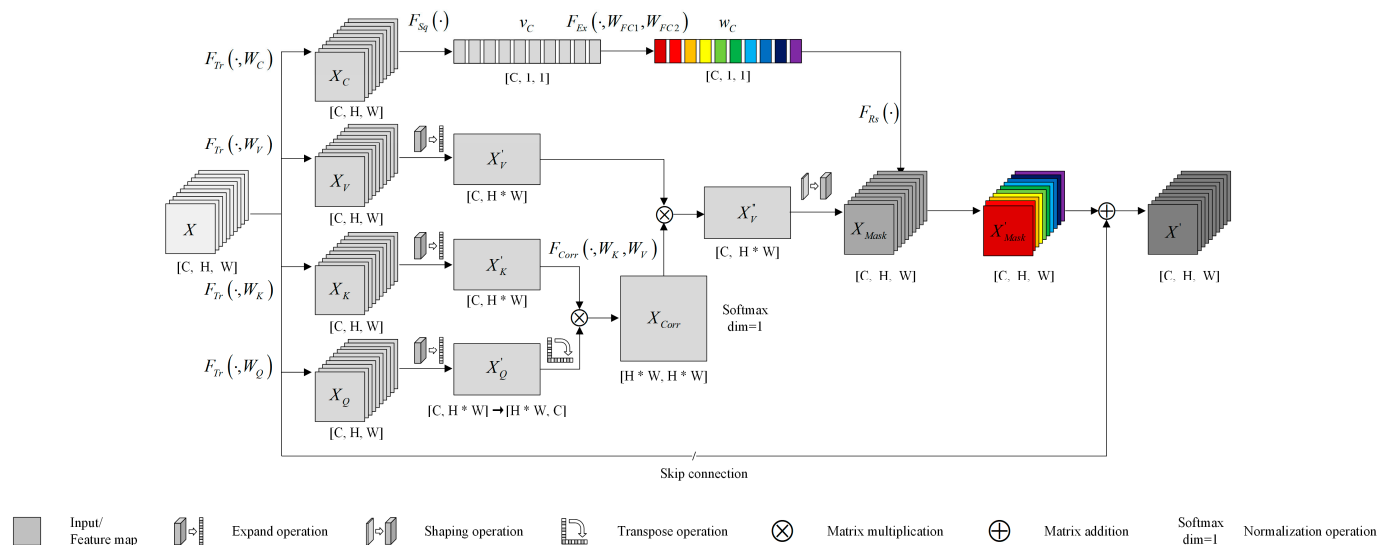 F_Sq(·)
v_C
F_Ex(·,W_FC1,W_FC2)
w_C
F_Tr(·,W_C)
X_C
[C, H, W]
[C, 1, 1]
[C, 1, 1]
F_Rs(·)
F_Tr(·,W_V)
X_V
[C, H, W]
X'_V
[C, H * W]
X
[C, H, W]
X''_V
[C, H * W]
X_Mask
[C, H, W]
X'_Mask
[C, H, W]
X'
[C, H, W]
F_Tr(·,W_K)
X_K
[C, H, W]
X'_K
[C, H * W]
F_Corr(·,W_K,W_V)
X_Corr
[H * W, H * W]
Softmax
dim=1
F_Tr(·,W_Q)
X_Q
[C, H, W]
X'_Q
[C, H * W]→[H * W, C]
Skip connection
Input/
Feature map
Expand operation
Shaping operation
Transpose operation
Matrix multiplication
Matrix addition
Softmax
dim=1
Normalization operation